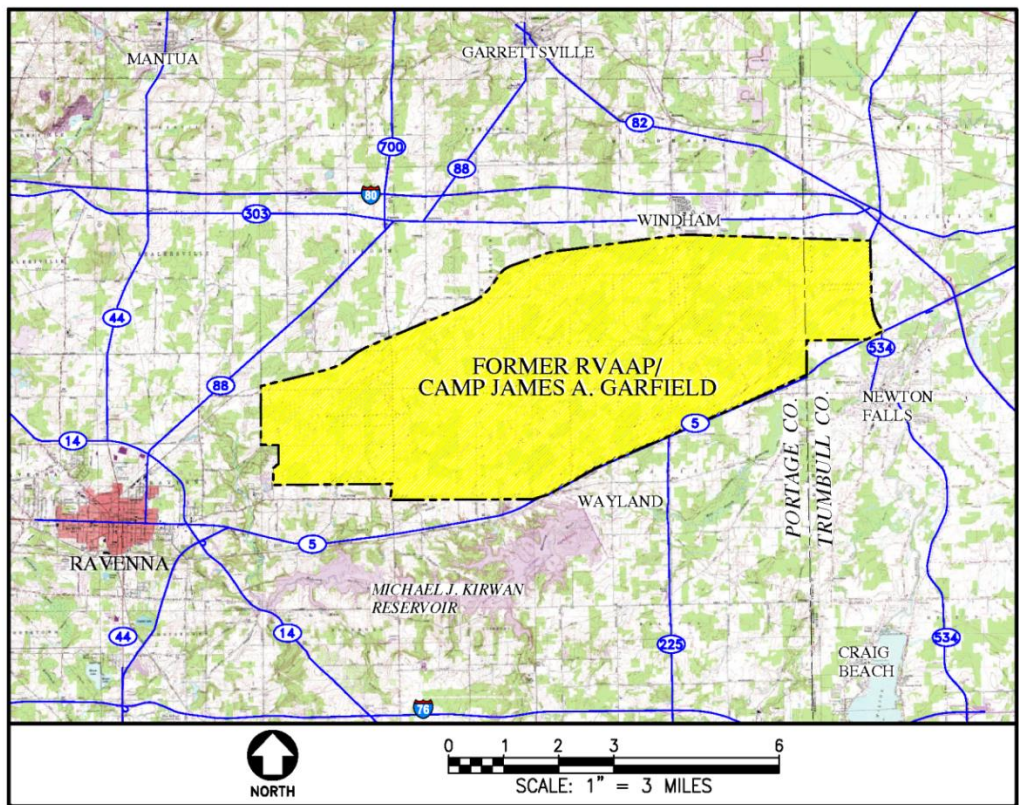 MANTUA
GARRETTSVILLE
82
700
88
80
303
WINDHAM
44
FORMER RVAAP/
CAMP JAMES A. GARFIELD
534
88
NEWTON
FALLS
5
14
PORTAGE CO.
TRUMBULL CO.
WAYLAND
5
RAVENNA
MICHAEL J. KIRWAN
RESERVOIR
44
14
225
534
CRAIG
BEACH
76
NORTH
0 1 2 3 6
SCALE: 1" = 3 MILES